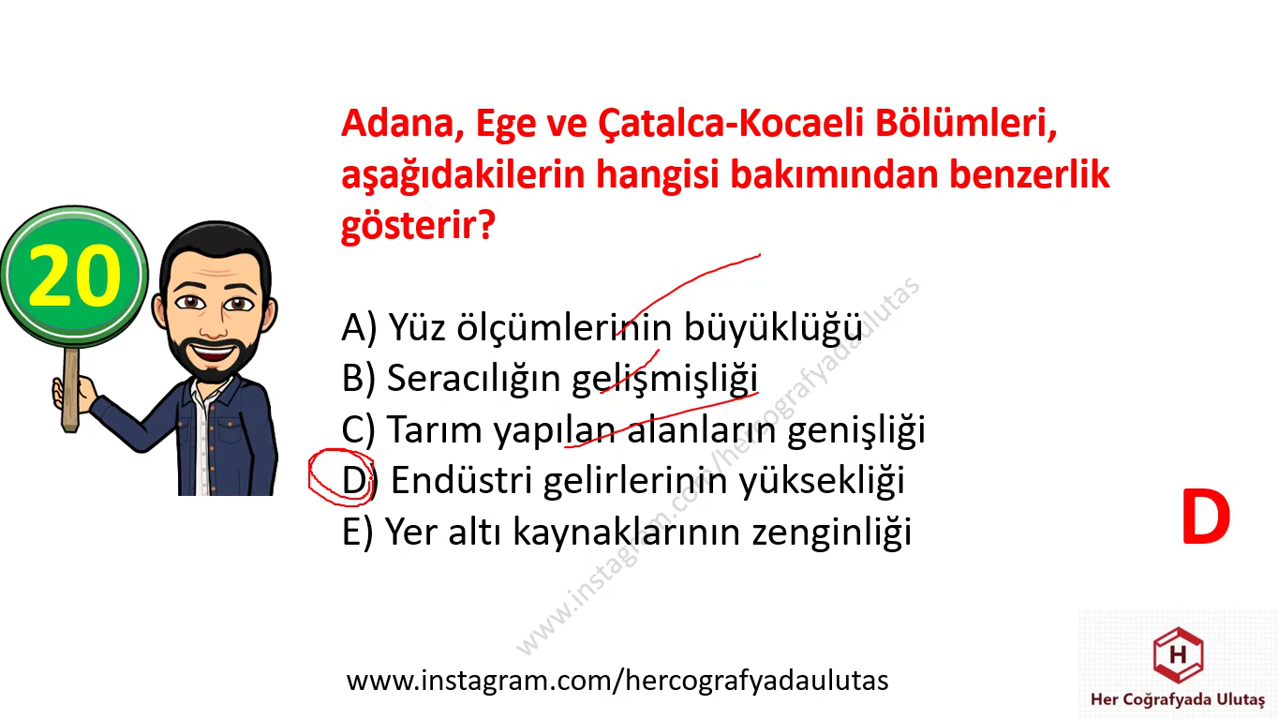 Adana, Ege ve Çatalca-Kocaeli Bölümleri,
aşağıdakilerin hangisi bakımından benzerlik
gösterir?
20
A) Yüz ölçümlerinin büyüklüğü
B) Seracılığın gelişmişliği
C) Tarım yapılan alanların genişliği
D) Endüstri gelirlerinin yüksekliği
E) Yer altı kaynaklarının zenginliği
D
www.instagram.com/hercografyadaulutas
www.instagram.com/hercografyadaulutas
H
Her Coğrafyada Ulutaş